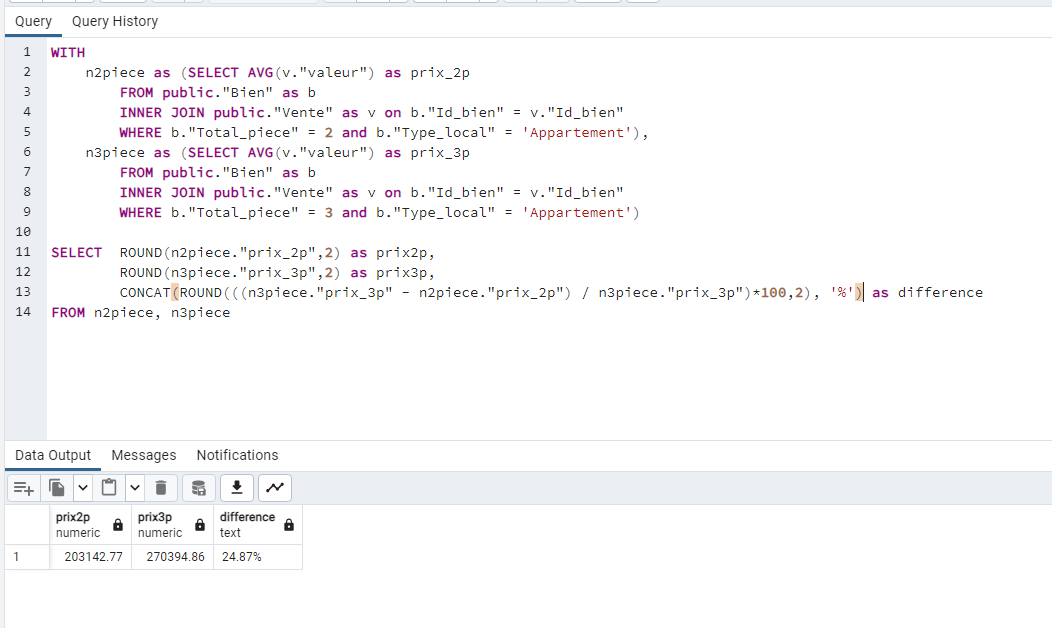 Query Query History
1 WITH
2 n2piece as (SELECT AVG(v."valeur") as prix_2p
3 FROM public."Bien" as b
4 INNER JOIN public."Vente" as v on b."Id_bien" = v."Id_bien"
5 WHERE b."Total_piece" = 2 and b."Type_local" = 'Appartement'),
6 n3piece as (SELECT AVG(v."valeur") as prix_3p
7 FROM public."Bien" as b
8 INNER JOIN public."Vente" as v on b."Id_bien" = v."Id_bien"
9 WHERE b."Total_piece" = 3 and b."Type_local" = 'Appartement')
10
11 SELECT ROUND(n2piece."prix_2p",2) as prix2p,
12 ROUND(n3piece."prix_3p",2) as prix3p,
13 CONCAT(ROUND(((n3piece."prix_3p" - n2piece."prix_2p") / n3piece."prix_3p")*100,2), '%') as difference
14 FROM n2piece, n3piece
Data Output Messages Notifications
prix2p prix3p difference
numeric numeric text
1 203142.77 270394.86 24.87%